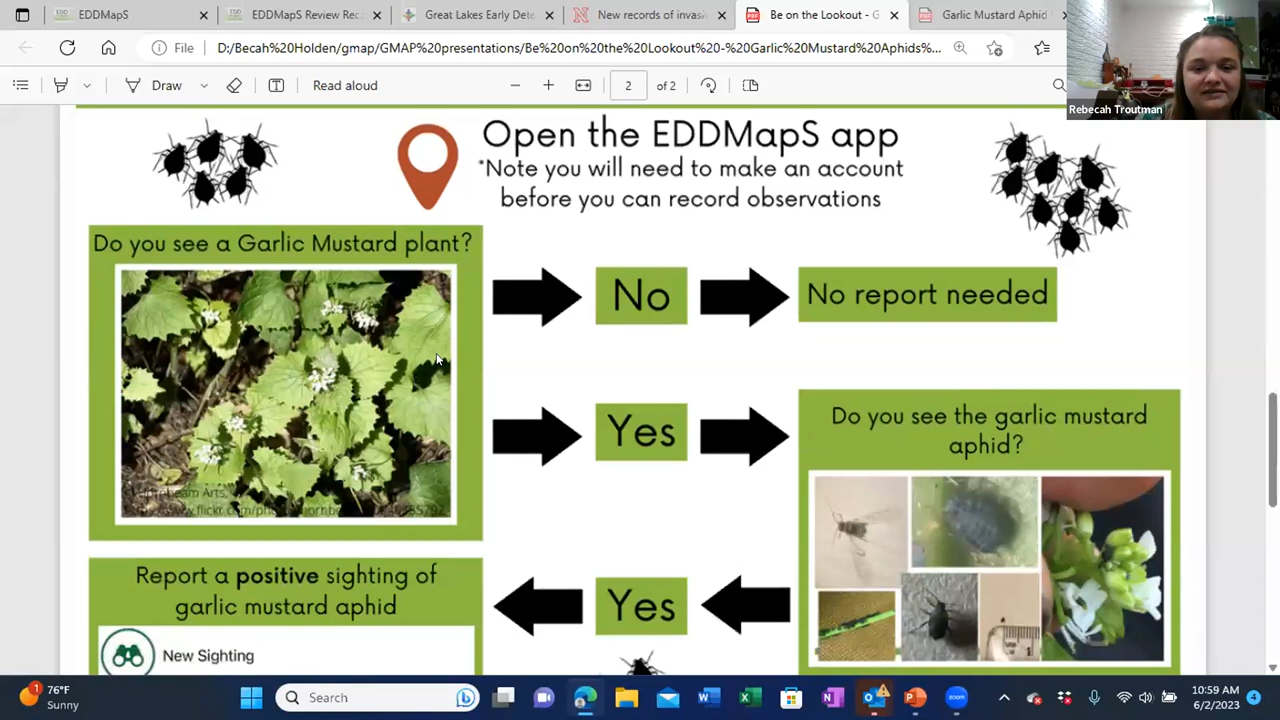 EDDMapS
EDDMapS Review Rec
Great Lakes Early Dete
New records of invasi
Be on the Lookout - G
Garlic Mustard Aphid
File
D:/Becah%20Holden/gmap/GMAP%20presentations/Be%20on%20the%20Lookout%20-%20Garlic%20Mustard%20Aphids%...
Draw
Read aloud
2 of 2
Rebecah Troutman
Open the EDDMapS app
*Note you will need to make an account
before you can record observations
Do you see a Garlic Mustard plant?
No
No report needed
Yes
Do you see the garlic mustard
aphid?
Report a positive sighting of
garlic mustard aphid
Yes
New Sighting
1
76°F
Sunny
Search
10:59 AM
6/2/2023
4